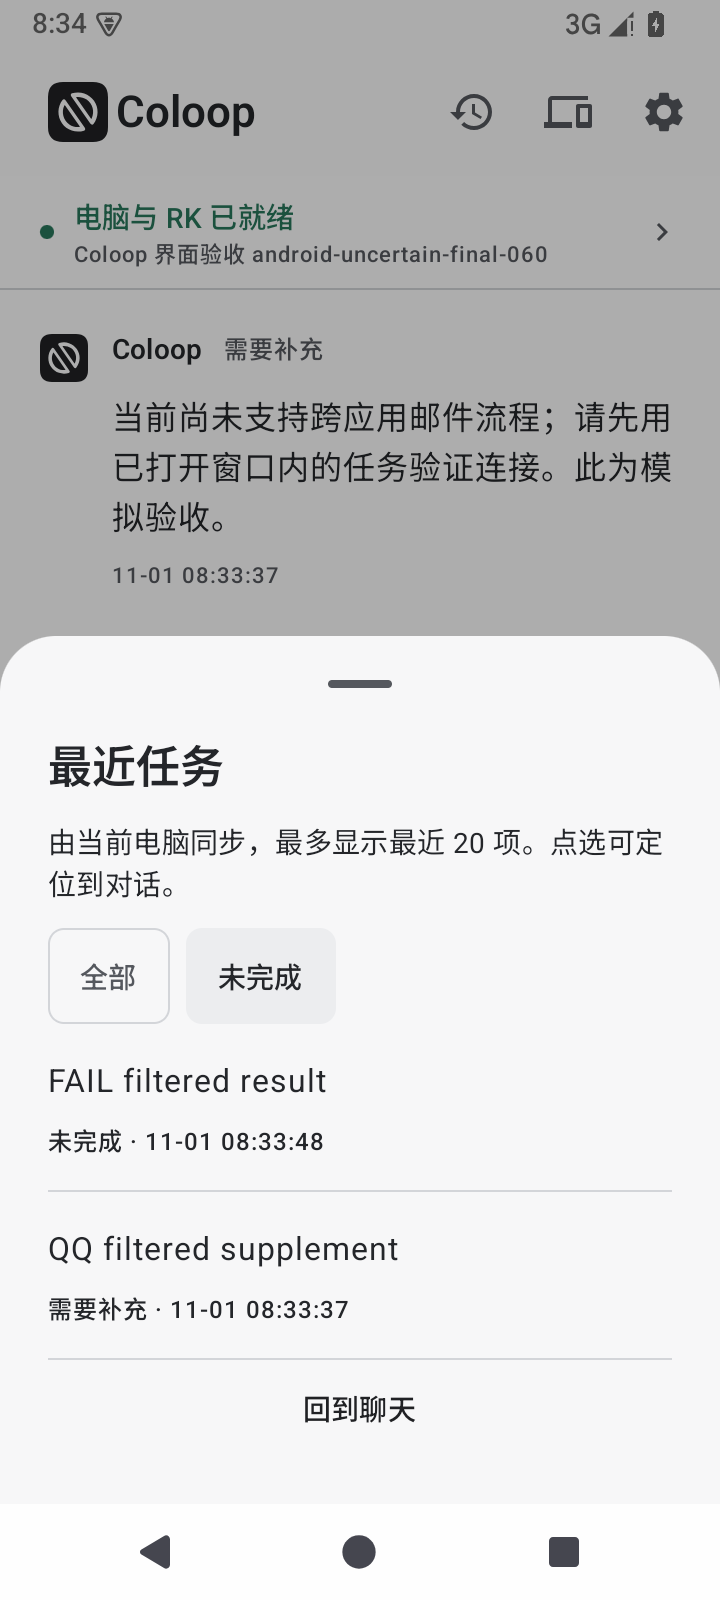 8:34
3G
Coloop
电脑与 RK 已就绪
Coloop 界面验收 android-uncertain-final-060
Coloop 需要补充
当前尚未支持跨应用邮件流程；请先用
已打开窗口内的任务验证连接。此为模
拟验收。
11-01 08:33:37
最近任务
由当前电脑同步，最多显示最近 20 项。点选可定
位到对话。
全部
未完成
FAIL filtered result
未完成 · 11-01 08:33:48
QQ filtered supplement
需要补充 · 11-01 08:33:37
回到聊天